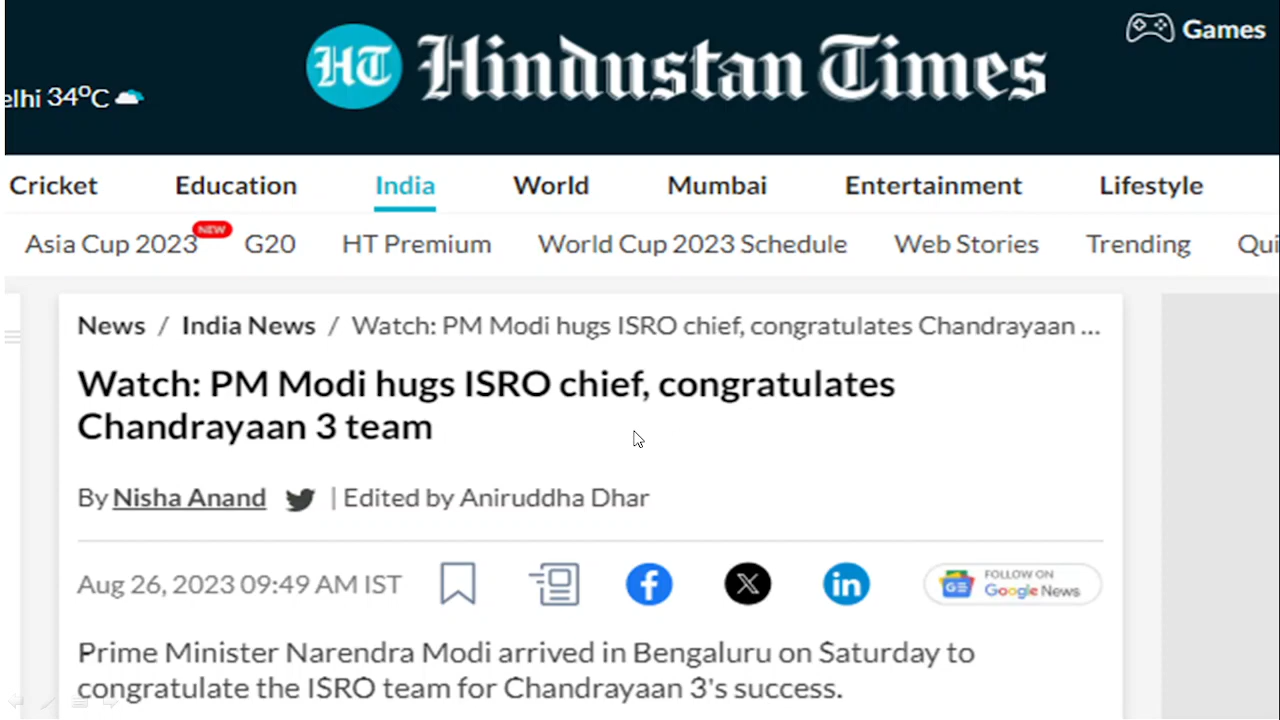 HT Hindustan Times
Games
elhi 34°C
Cricket Education India World Mumbai Entertainment Lifestyle
Asia Cup 2023 NEW G20 HT Premium World Cup 2023 Schedule Web Stories Trending Qui
News / India News / Watch: PM Modi hugs ISRO chief, congratulates Chandrayaan ...
Watch: PM Modi hugs ISRO chief, congratulates
Chandrayaan 3 team
By Nisha Anand | Edited by Aniruddha Dhar
Aug 26, 2023 09:49 AM IST
FOLLOW ON
Google News
Prime Minister Narendra Modi arrived in Bengaluru on Saturday to
congratulate the ISRO team for Chandrayaan 3's success.